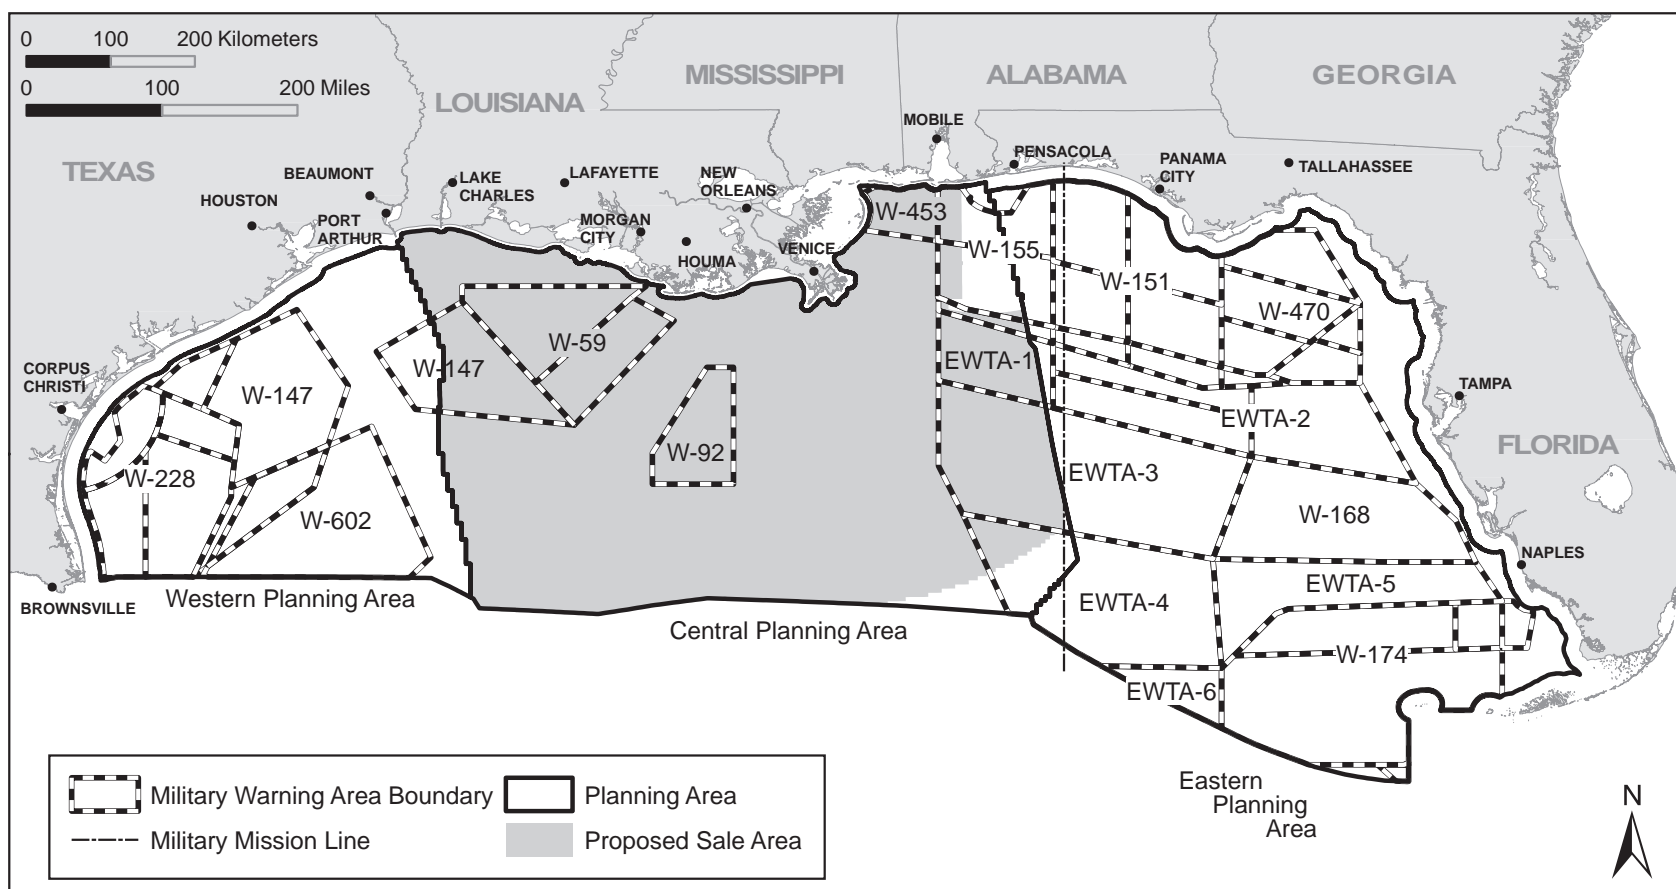 0 100 200 Kilometers
0 100 200 Miles
TEXAS
LOUISIANA
MISSISSIPPI
ALABAMA
GEORGIA
FLORIDA
MOBILE
PENSACOLA
PANAMA
CITY
TALLAHASSEE
BEAUMONT
HOUSTON
PORT
ARTHUR
LAKE
CHARLES
LAFAYETTE
NEW
ORLEANS
MORGAN
CITY
HOUMA
VENICE
CORPUS
CHRISTI
BROWNSVILLE
TAMPA
NAPLES
W-453
W-155
W-151
W-470
W-59
W-147
W-147
EWTA-1
EWTA-2
W-92
W-228
W-602
EWTA-3
W-168
EWTA-5
EWTA-4
W-174
EWTA-6
Western Planning Area
Central Planning Area
Eastern
Planning
Area
Military Warning Area Boundary
Planning Area
Military Mission Line
Proposed Sale Area
N